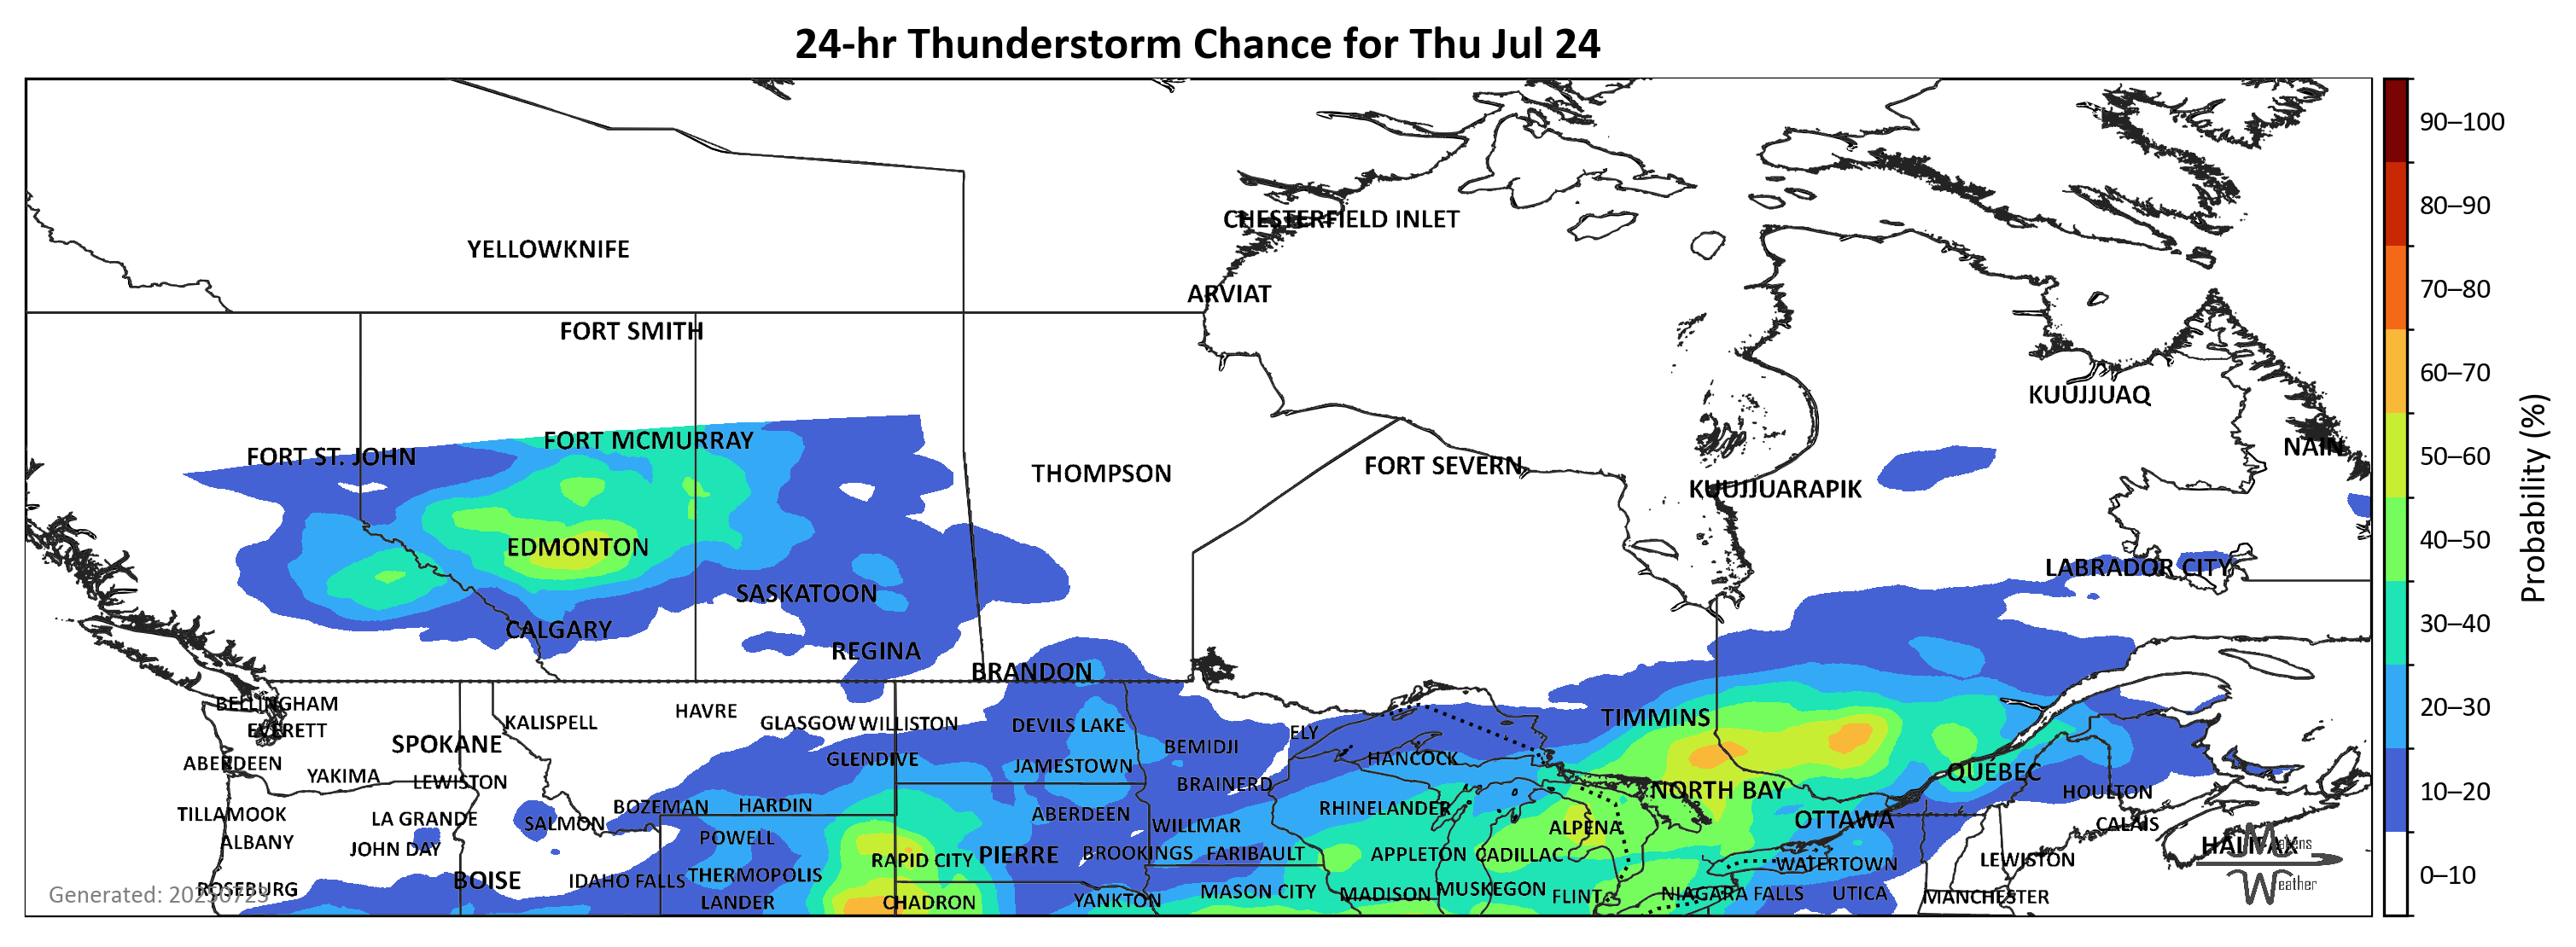 24-hr Thunderstorm Chance for Thu Jul 24
90–100
80–90
70–80
60–70
50–60
40–50
30–40
20–30
10–20
0–10
Probability (%)
CHESTERFIELD INLET
YELLOWKNIFE
ARVIAT
FORT SMITH
KUUJJUAQ
FORT MCMURRAY
NAIN
FORT ST. JOHN
FORT SEVERN
THOMPSON
KUUJJUARAPIK
EDMONTON
LABRADOR CITY
SASKATOON
CALGARY
REGINA
BRANDON
BELLINGHAM
HAVRE
TIMMINS
KALISPELL
GLASGOW
WILLISTON
DEVILS LAKE
EVERETT
ELY
SPOKANE
BEMIDJI
GLENDIVE
HANCOCK
ABERDEEN
JAMESTOWN
QUÉBEC
YAKIMA
LEWISTON
BRAINERD
NORTH BAY
HOULTON
BOZEMAN
HARDIN
RHINELANDER
TILLAMOOK
ABERDEEN
LA GRANDE
OTTAWA
SALMON
WILLMAR
CALAIS
ALPENA
POWELL
ALBANY
HALIFAX
JOHN DAY
BROOKINGS
FARIBAULT
APPLETON
CADILLAC
PIERRE
RAPID CITY
LEWISTON
WATERTOWN
THERMOPOLIS
BOISE
IDAHO FALLS
ROSEBURG
MUSKEGON
MASON CITY
MADISON
NIAGARA FALLS
UTICA
FLINT
MANCHESTER
YANKTON
LANDER
CHADRON
Generated: 20250723
Makens
Weather